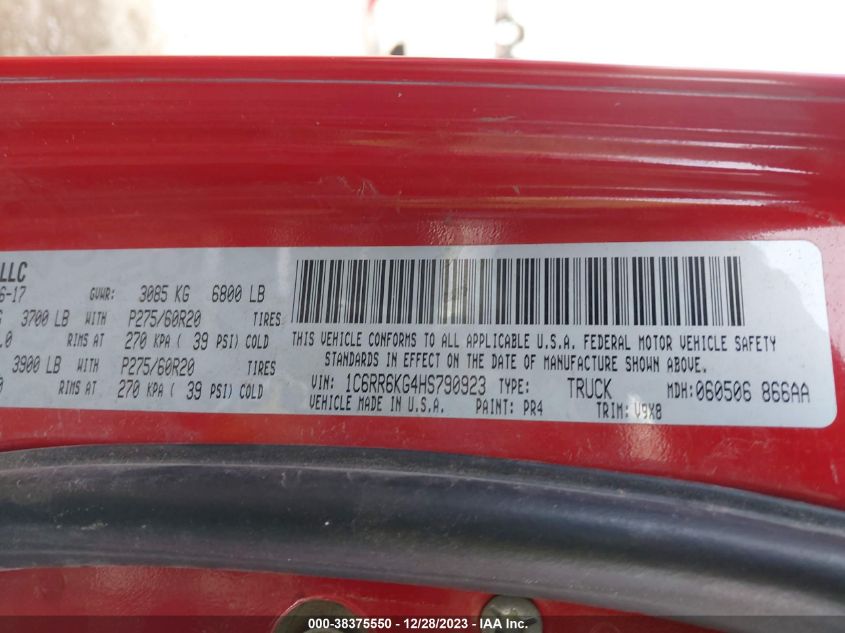 LLC
6-17 GVWR: 3085 KG 6800 LB
3700 LB WITH P275/60R20 TIRES
.0 RIMS AT 270 KPA ( 39 PSI) COLD
3900 LB WITH P275/60R20 TIRES
0 RIMS AT 270 KPA ( 39 PSI) COLD
THIS VEHICLE CONFORMS TO ALL APPLICABLE U.S.A. FEDERAL MOTOR VEHICLE SAFETY
STANDARDS IN EFFECT ON THE DATE OF MANUFACTURE SHOWN ABOVE.
VIN: 1C6RR6KG4HS790923 TYPE: TRUCK MDH:060506 866AA
VEHICLE MADE IN U.S.A. PAINT: PR4 TRIM: V9X8
000-38375550 - 12/28/2023 - IAA Inc.